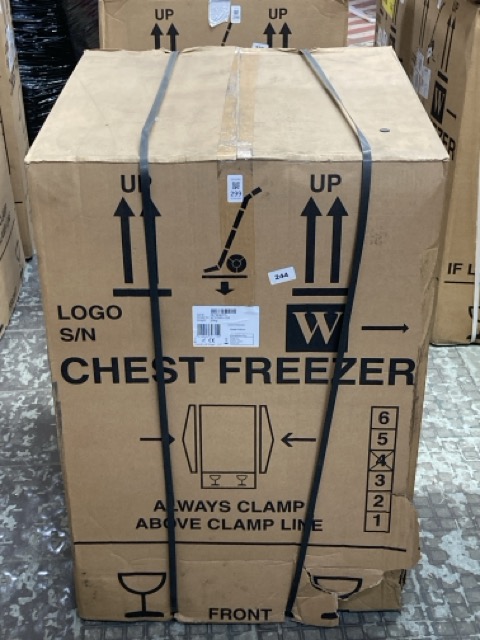 UP
UP
UP
UP
UP
299
244
LOGO
S/N
W
CHEST FREEZER
6
5
4
3
2
1
ALWAYS CLAMP
ABOVE CLAMP LINE
FRONT
IF L